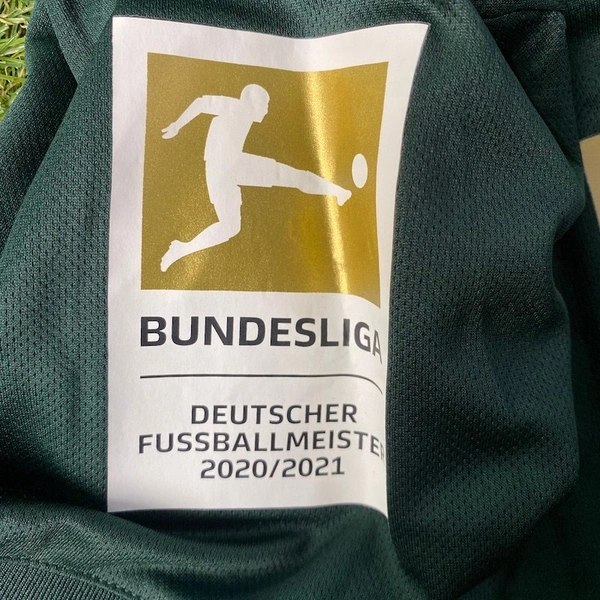 BUNDESLIGA
DEUTSCHER
FUSSBALLMEISTER
2020/2021